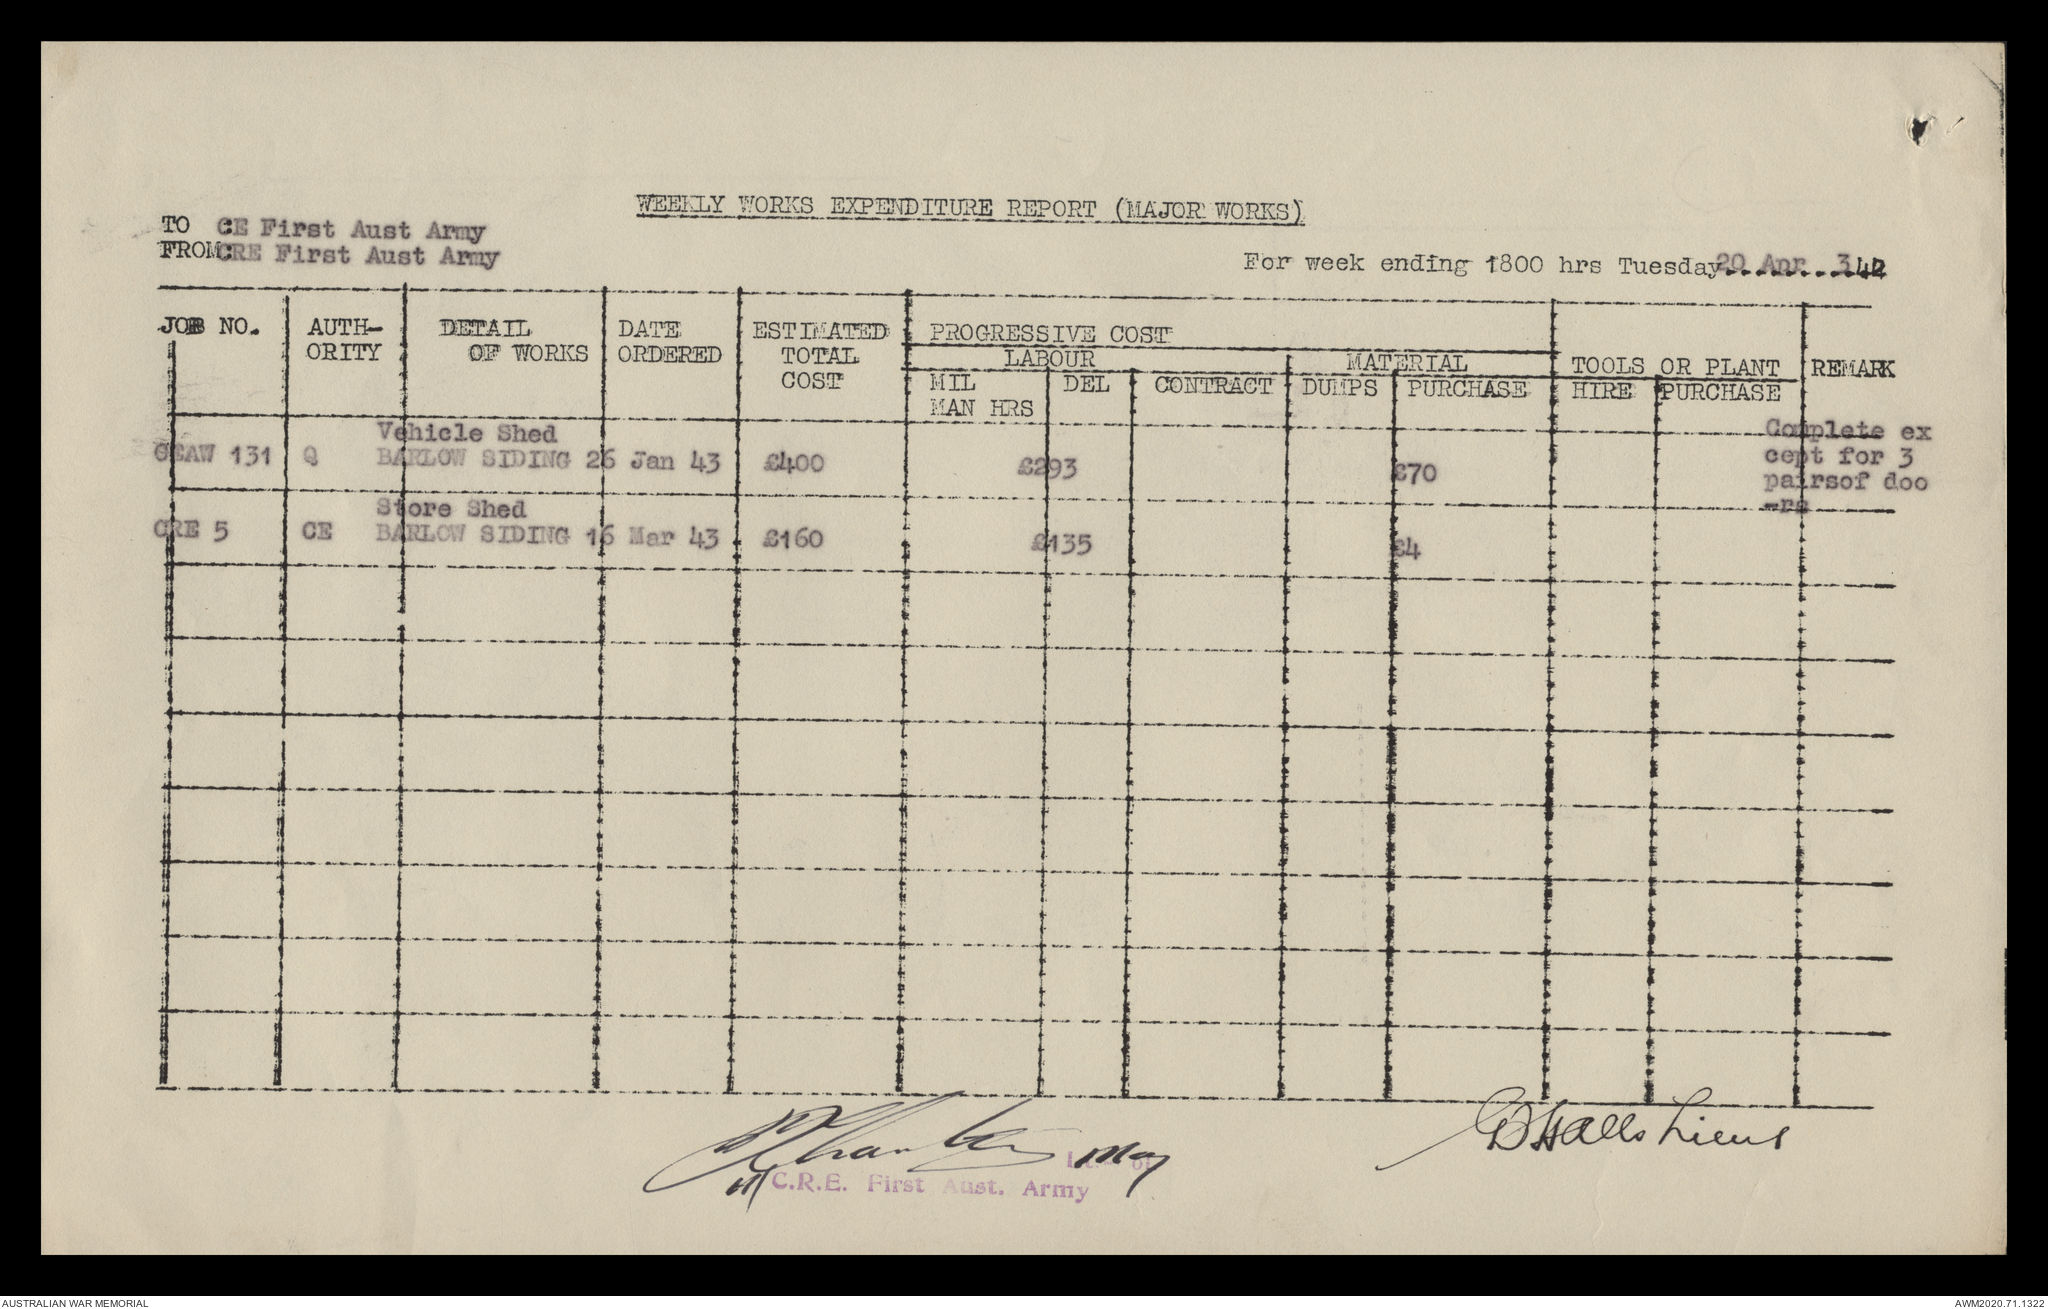 WEEKLY WORKS EXPENDITURE REPORT (MAJOR WORKS)
TO CE First Aust Army
FROM CRE First Aust Army
For week ending 1800 hrs Tuesday 20 Apr 3 42
JOB NO. AUTH- DETAIL DATE ESTIMATED PROGRESSIVE COST
ORITY OF WORKS ORDERED TOTAL LABOUR MATERIAL TOOLS OR PLANT REMARK
COST MIL DEL CONTRACT DUMPS PURCHASE HIRE PURCHASE
MAN HRS
Vehicle Shed Complete ex
CEAW 131 Q BARLOW SIDING 26 Jan 43 £400 £293 £70 cept for 3
pairsof doo
-rs
Store Shed
CRE 5 CE BARLOW SIDING 16 Mar 43 £160 £135 £4
Maj
C.R.E. First Aust. Army
Lieut
AUSTRALIAN WAR MEMORIAL
AWM2020.71.1322